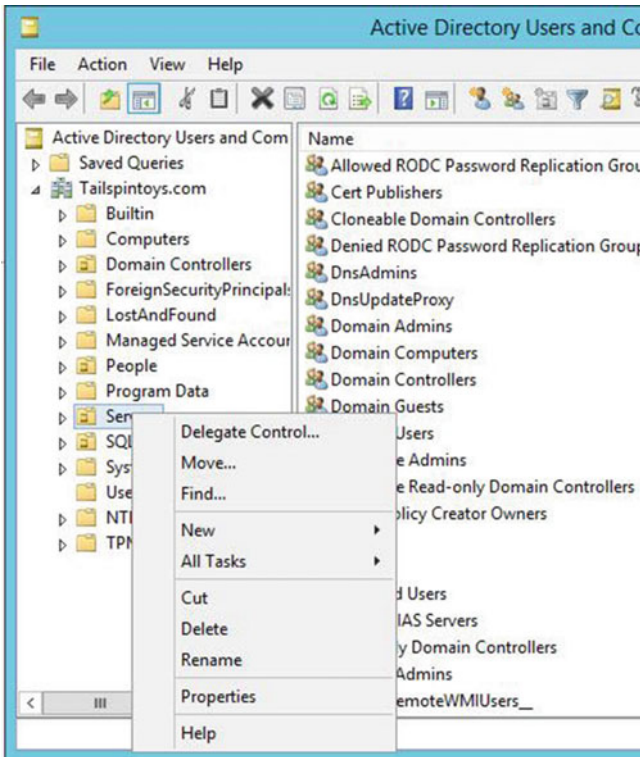 Active Directory Users and Co
File Action View Help
Active Directory Users and Com
Saved Queries
Tailspintoys.com
Builtin
Computers
Domain Controllers
ForeignSecurityPrincipals
LostAndFound
Managed Service Accour
People
Program Data
Serv
SQL
Sys
Use
NTI
TPM
Name
Allowed RODC Password Replication Grou
Cert Publishers
Cloneable Domain Controllers
Denied RODC Password Replication Group
DnsAdmins
DnsUpdateProxy
Domain Admins
Domain Computers
Domain Controllers
Domain Guests
Users
e Admins
e Read-only Domain Controllers
olicy Creator Owners
d Users
IAS Servers
y Domain Controllers
Admins
emoteWMIUsers__
Delegate Control...
Move...
Find...
New
All Tasks
Cut
Delete
Rename
Properties
Help